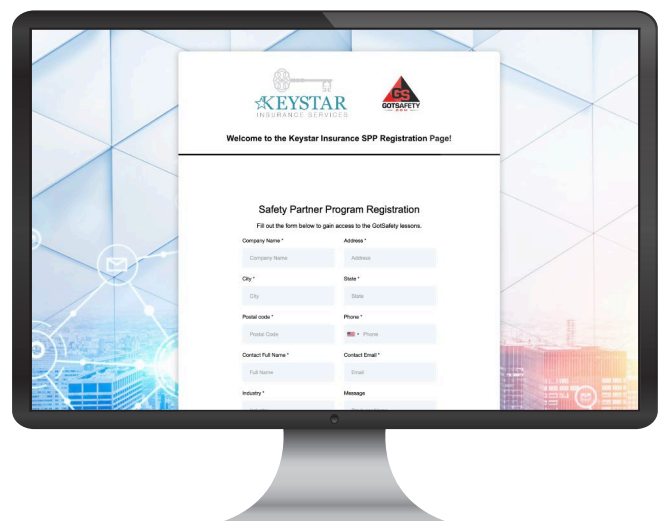 KEYSTAR
INSURANCE SERVICES
GS
GOTSAFETY
Welcome to the Keystar Insurance SPP Registration Page!
Safety Partner Program Registration
Fill out the form below to gain access to the GotSafety lessons.
Company Name * Address *
Company Name Address
City * State *
City State
Postal code * Phone *
Postal Code Phone
Contact Full Name * Contact Email *
Full Name Email
Industry * Message